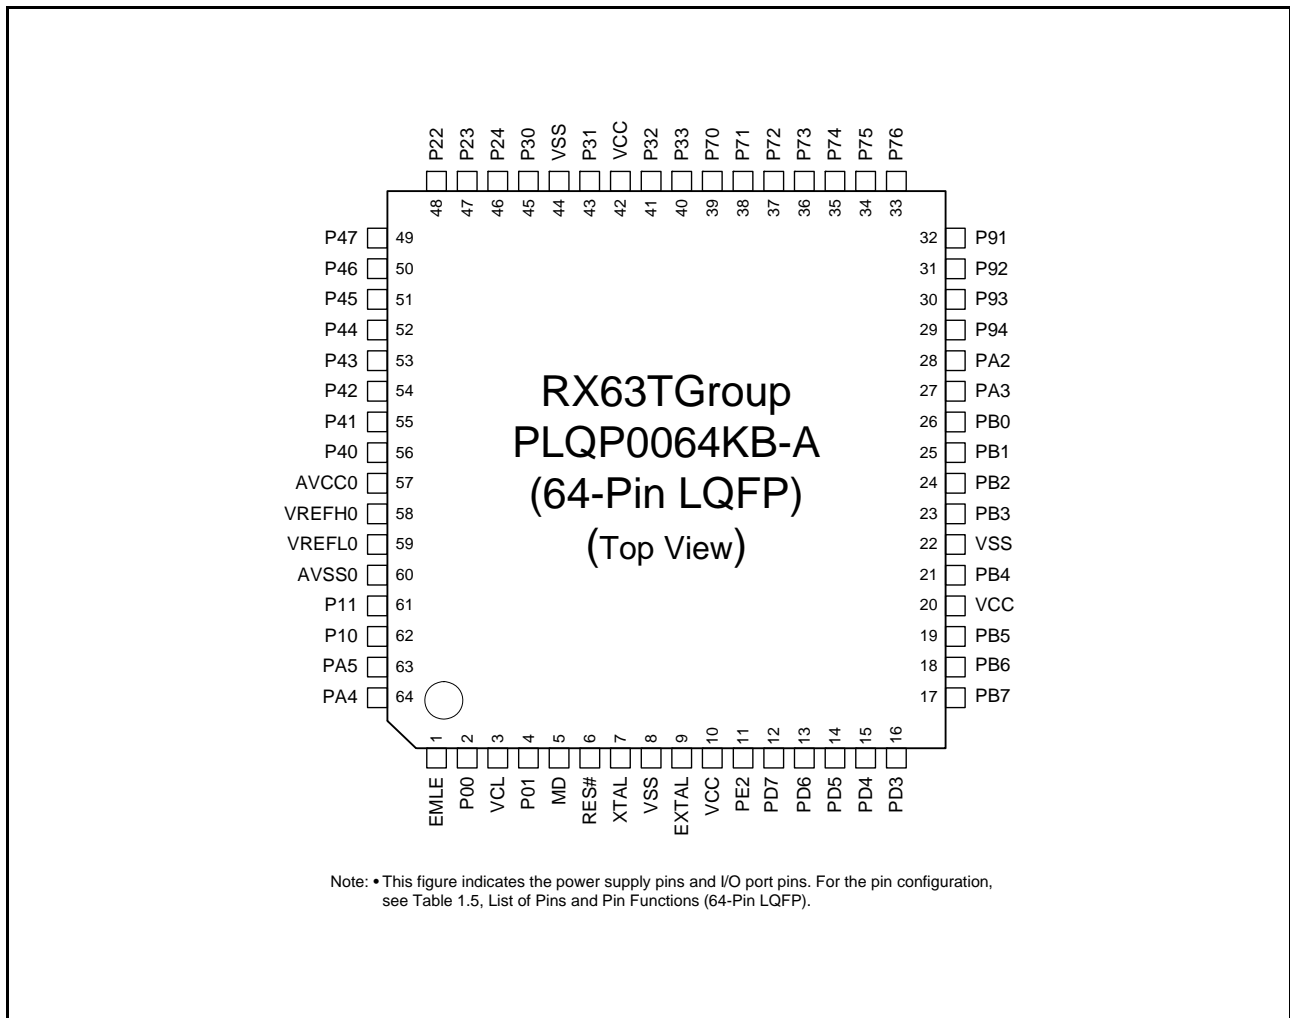 P22 P23 P24 P30 VSS P31 VCC P32 P33 P70 P71 P72 P73 P74 P75 P76
48 47 46 45 44 43 42 41 40 39 38 37 36 35 34 33
P47 49 32 P91
P46 50 31 P92
P45 51 30 P93
P44 52 29 P94
P43 53 28 PA2
P42 54 27 PA3
P41 55 26 PB0
P40 56 25 PB1
AVCC0 57 24 PB2
VREFH0 58 23 PB3
VREFL0 59 22 VSS
AVSS0 60 21 PB4
P11 61 20 VCC
P10 62 19 PB5
PA5 63 18 PB6
PA4 64 17 PB7
RX63TGroup
PLQP0064KB-A
(64-Pin LQFP)
(Top View)
1 2 3 4 5 6 7 8 9 10 11 12 13 14 15 16
EMLE P00 VCL P01 MD RES# XTAL VSS EXTAL VCC PE2 PD7 PD6 PD5 PD4 PD3
Note: • This figure indicates the power supply pins and I/O port pins. For the pin configuration,
see Table 1.5, List of Pins and Pin Functions (64-Pin LQFP).